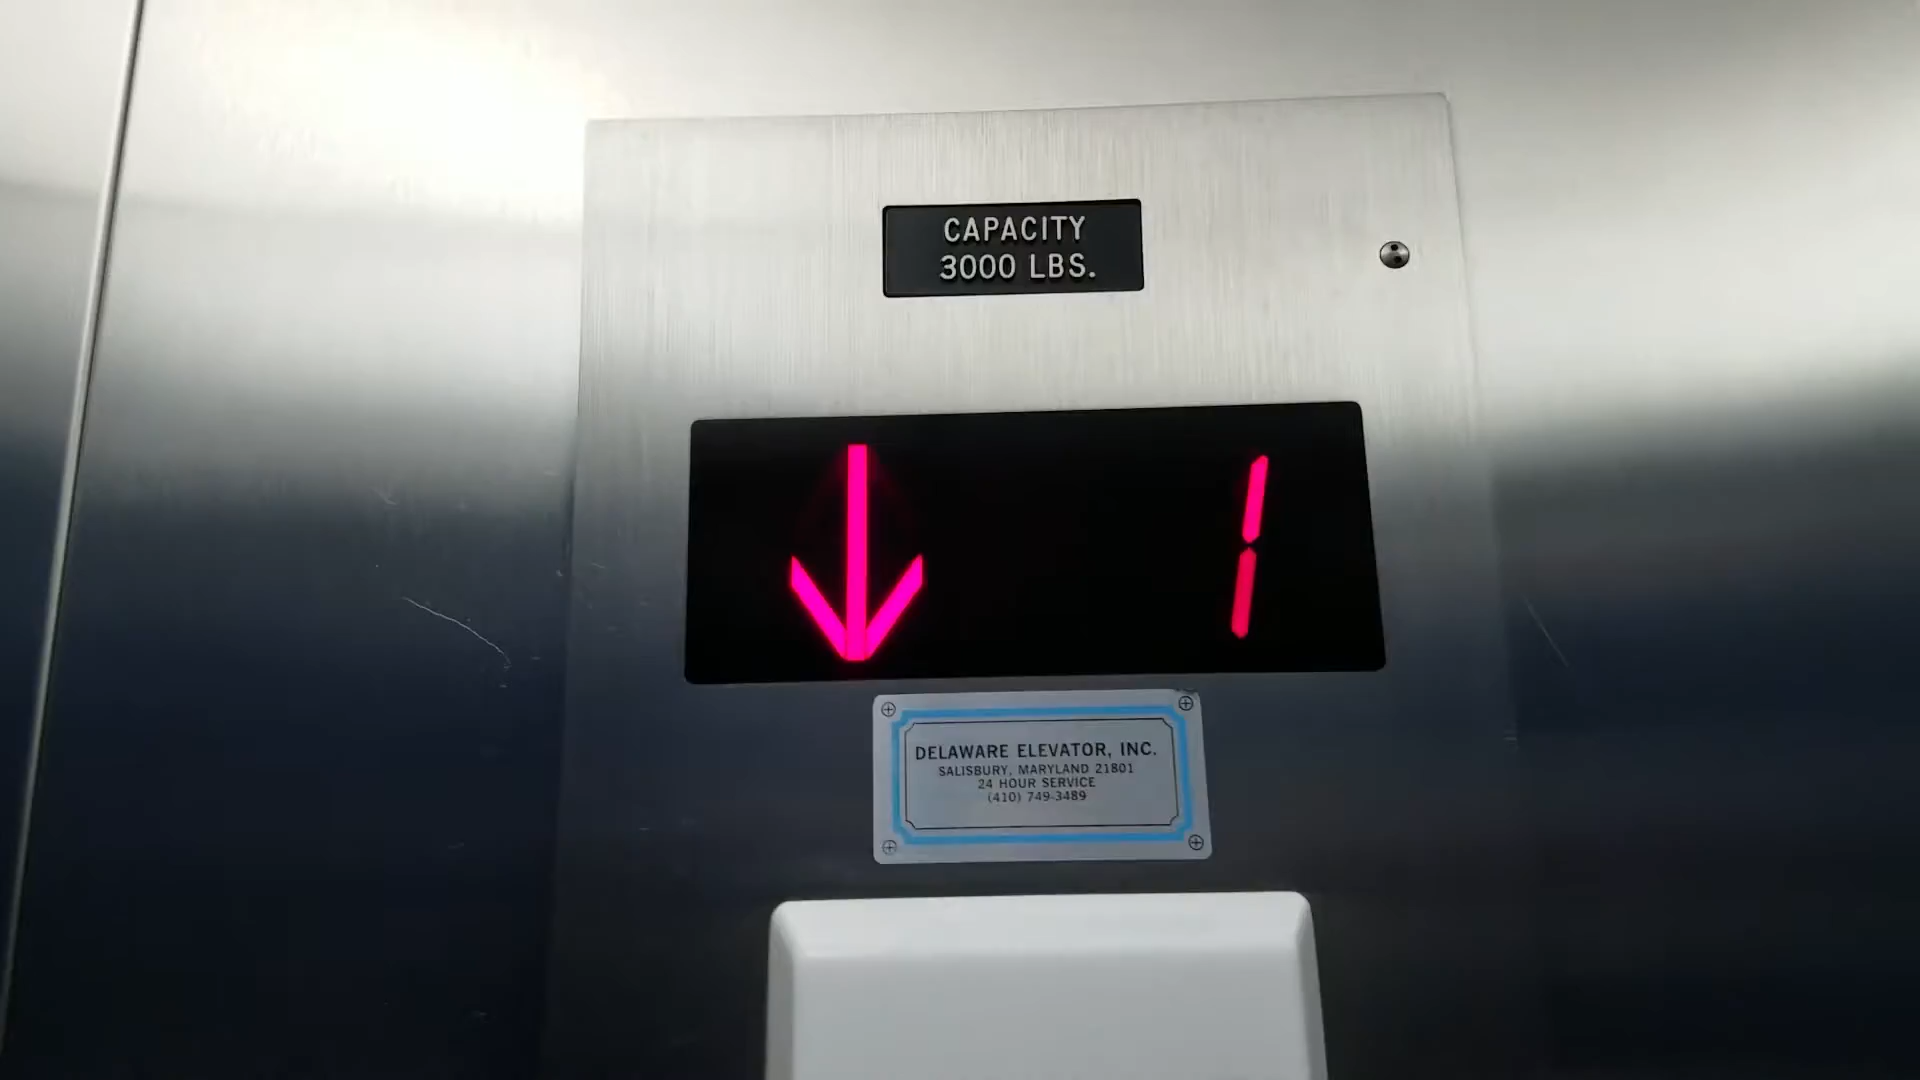 CAPACITY
3000 LBS.
1
DELAWARE ELEVATOR, INC.
SALISBURY, MARYLAND 21801
24 HOUR SERVICE
(410) 749-3489